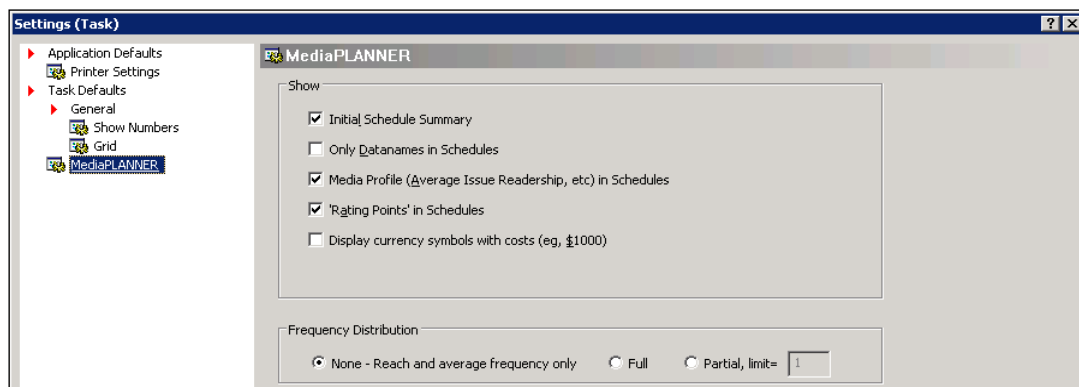 Settings (Task)
Application Defaults
Printer Settings
Task Defaults
General
Show Numbers
Grid
MediaPLANNER
MediaPLANNER
Show
Initial Schedule Summary
Only Datanames in Schedules
Media Profile (Average Issue Readership, etc) in Schedules
'Rating Points' in Schedules
Display currency symbols with costs (eg, $1000)
Frequency Distribution
None - Reach and average frequency only Full Partial, limit= 1